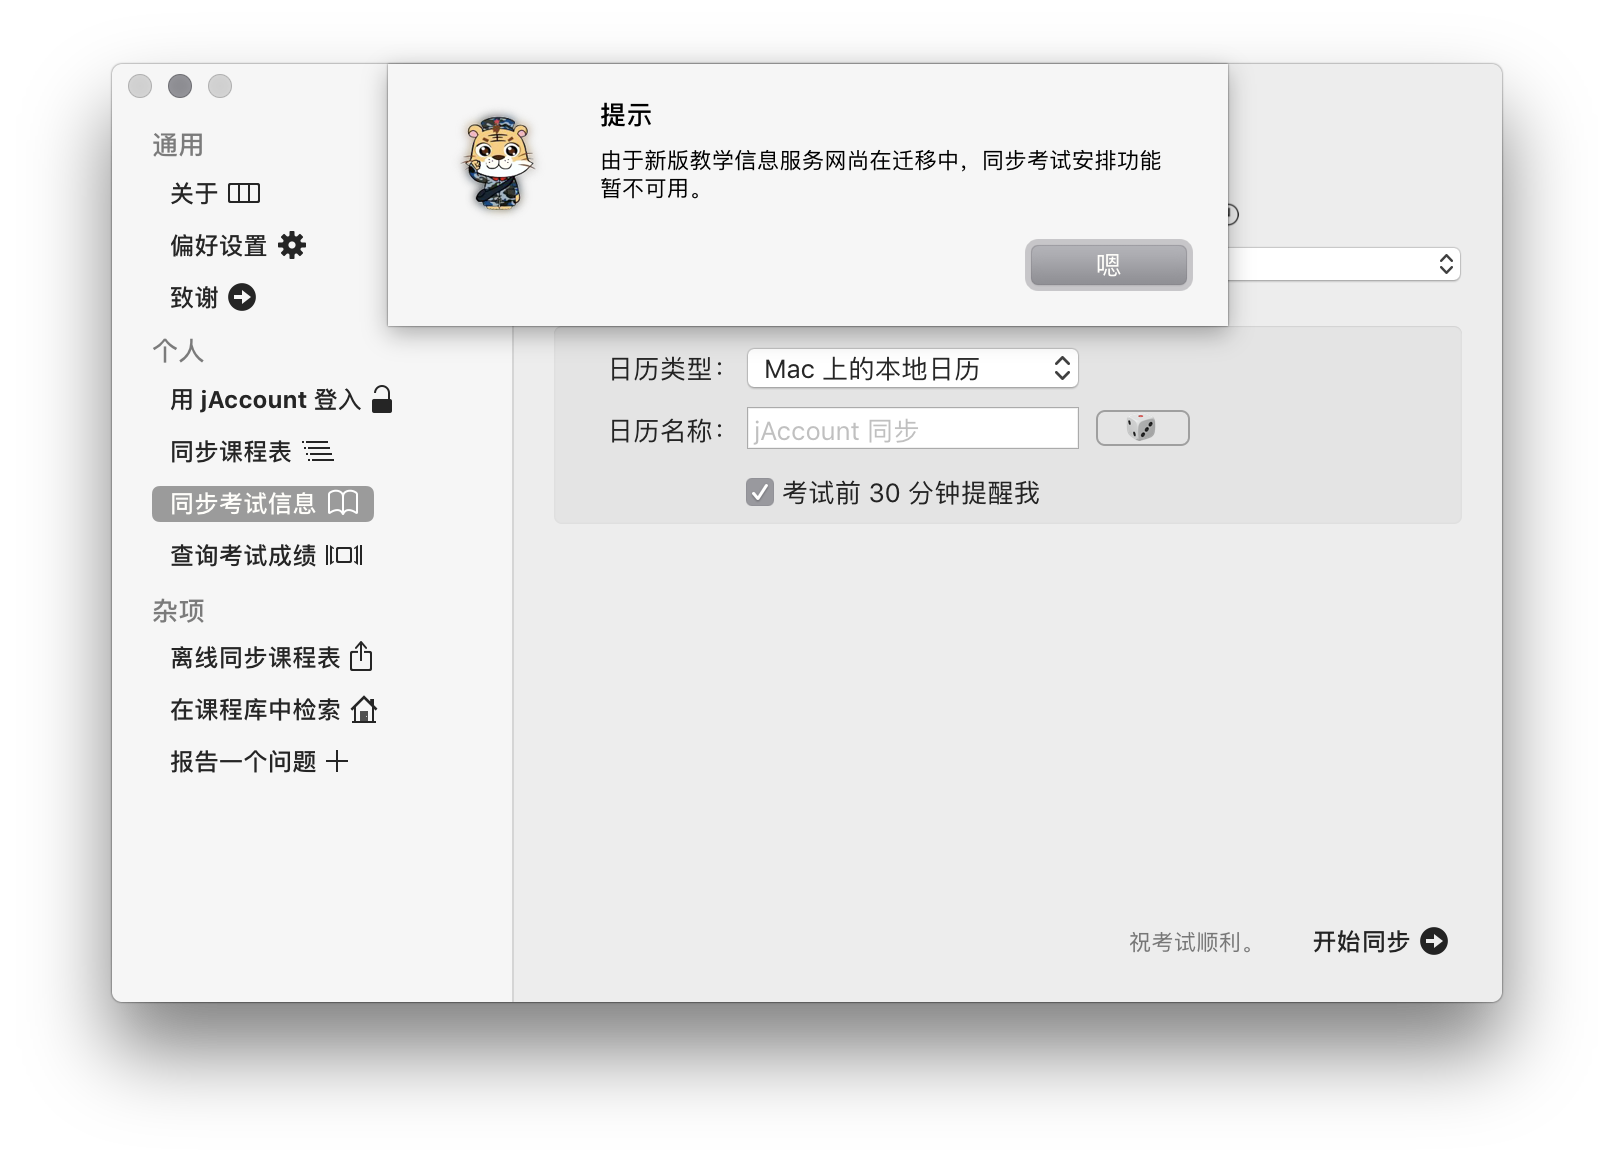 提示
由于新版教学信息服务网尚在迁移中，同步考试安排功能
暂不可用。
嗯
通用
关于
偏好设置
致谢
个人
用 jAccount 登入
同步课程表
同步考试信息
查询考试成绩
杂项
离线同步课程表
在课程库中检索
报告一个问题
日历类型：
Mac 上的本地日历
日历名称：
jAccount 同步
考试前 30 分钟提醒我
祝考试顺利。
开始同步